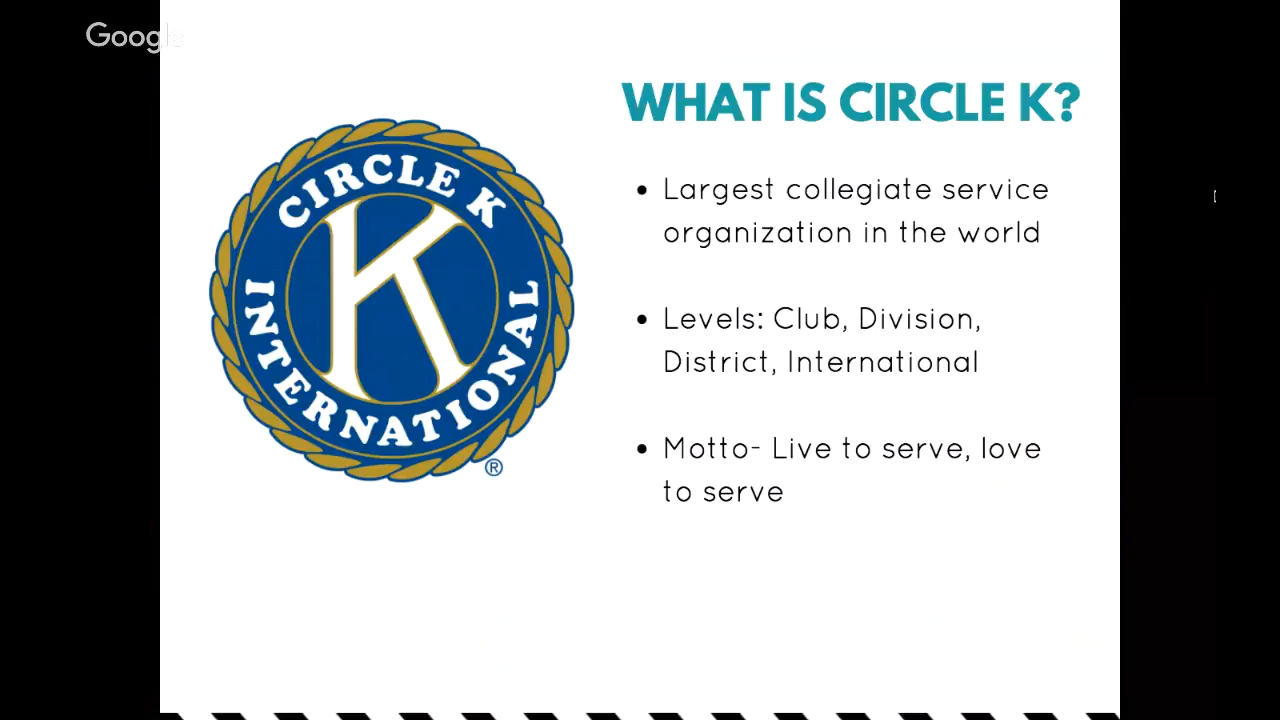 Google
WHAT IS CIRCLE K?
CIRCLE K
K
INTERNATIONAL
®
• Largest collegiate service
organization in the world
• Levels: Club, Division,
District, International
• Motto- Live to serve, love
to serve